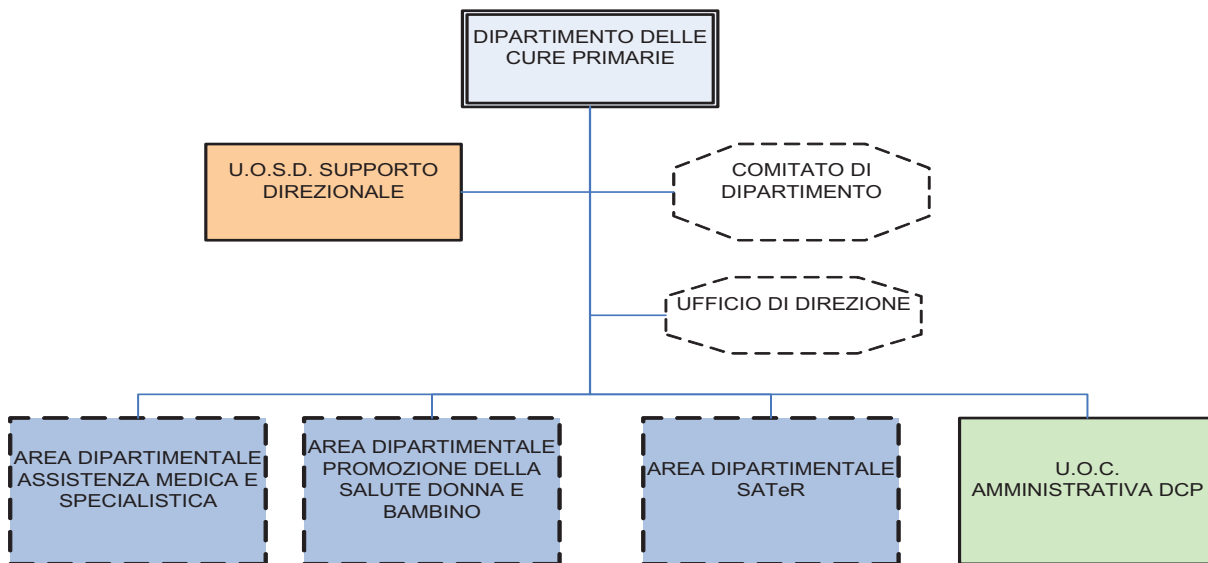 DIPARTIMENTO DELLE
CURE PRIMARIE
U.O.S.D. SUPPORTO
DIREZIONALE
COMITATO DI
DIPARTIMENTO
UFFICIO DI DIREZIONE
AREA DIPARTIMENTALE
ASSISTENZA MEDICA E
SPECIALISTICA
AREA DIPARTIMENTALE
PROMOZIONE DELLA
SALUTE DONNA E
BAMBINO
AREA DIPARTIMENTALE
SATeR
U.O.C.
AMMINISTRATIVA DCP